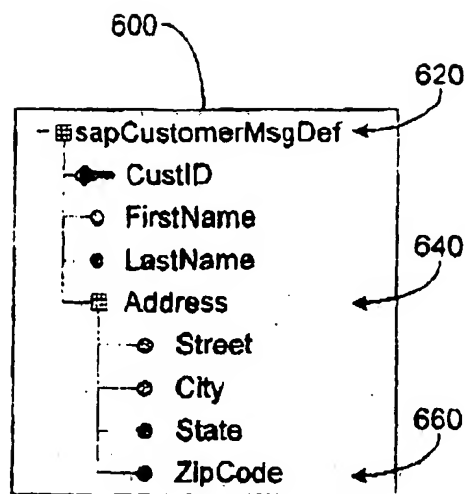 600
620
sapCustomerMsgDef
CustID
FirstName
LastName
640
Address
Street
City
State
660
ZipCode